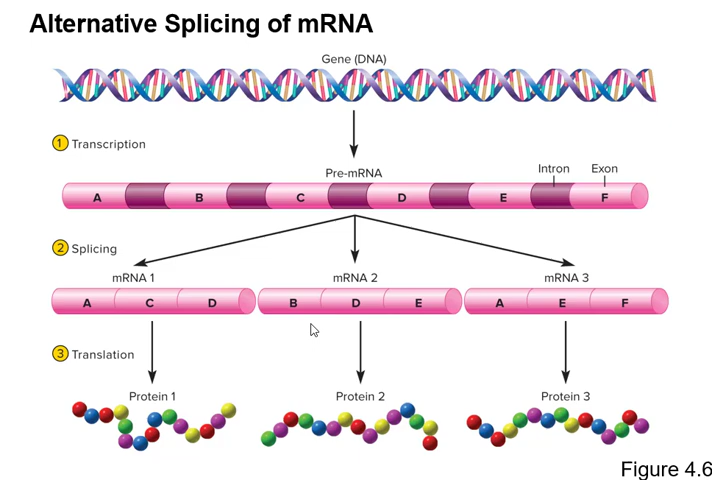 Alternative Splicing of mRNA
Gene (DNA)
1 Transcription
Pre-mRNA
Intron Exon
A B C D E F
2 Splicing
mRNA 1 mRNA 2 mRNA 3
A C D B D E A E F
3 Translation
Protein 1 Protein 2 Protein 3
Figure 4.6